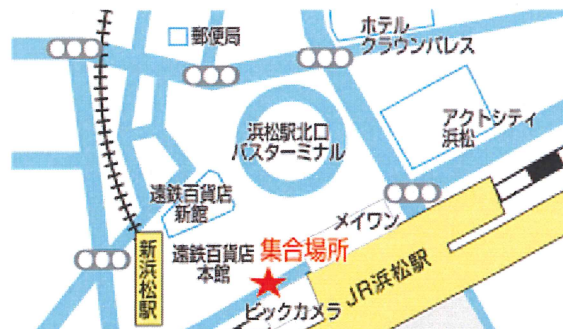 郵便局
ホテル
クラウンパレス
浜松駅北口
バスターミナル
アクトシティ
浜松
遠鉄百貨店
新館
メイワン
新浜松駅
遠鉄百貨店
本館
集合場所
JR浜松駅
ビックカメラ